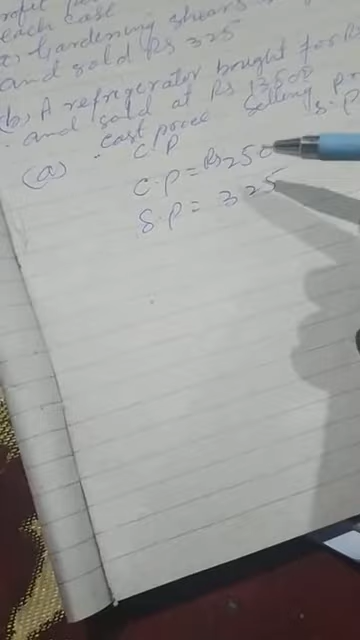 each case
(a) Gardening shears
and sold Rs 325
(b) A refrigerator bought for Rs
and sold at Rs 13500
cost price selling pr
(a) C.P S.P
C.P = Rs 250
S.P = 325